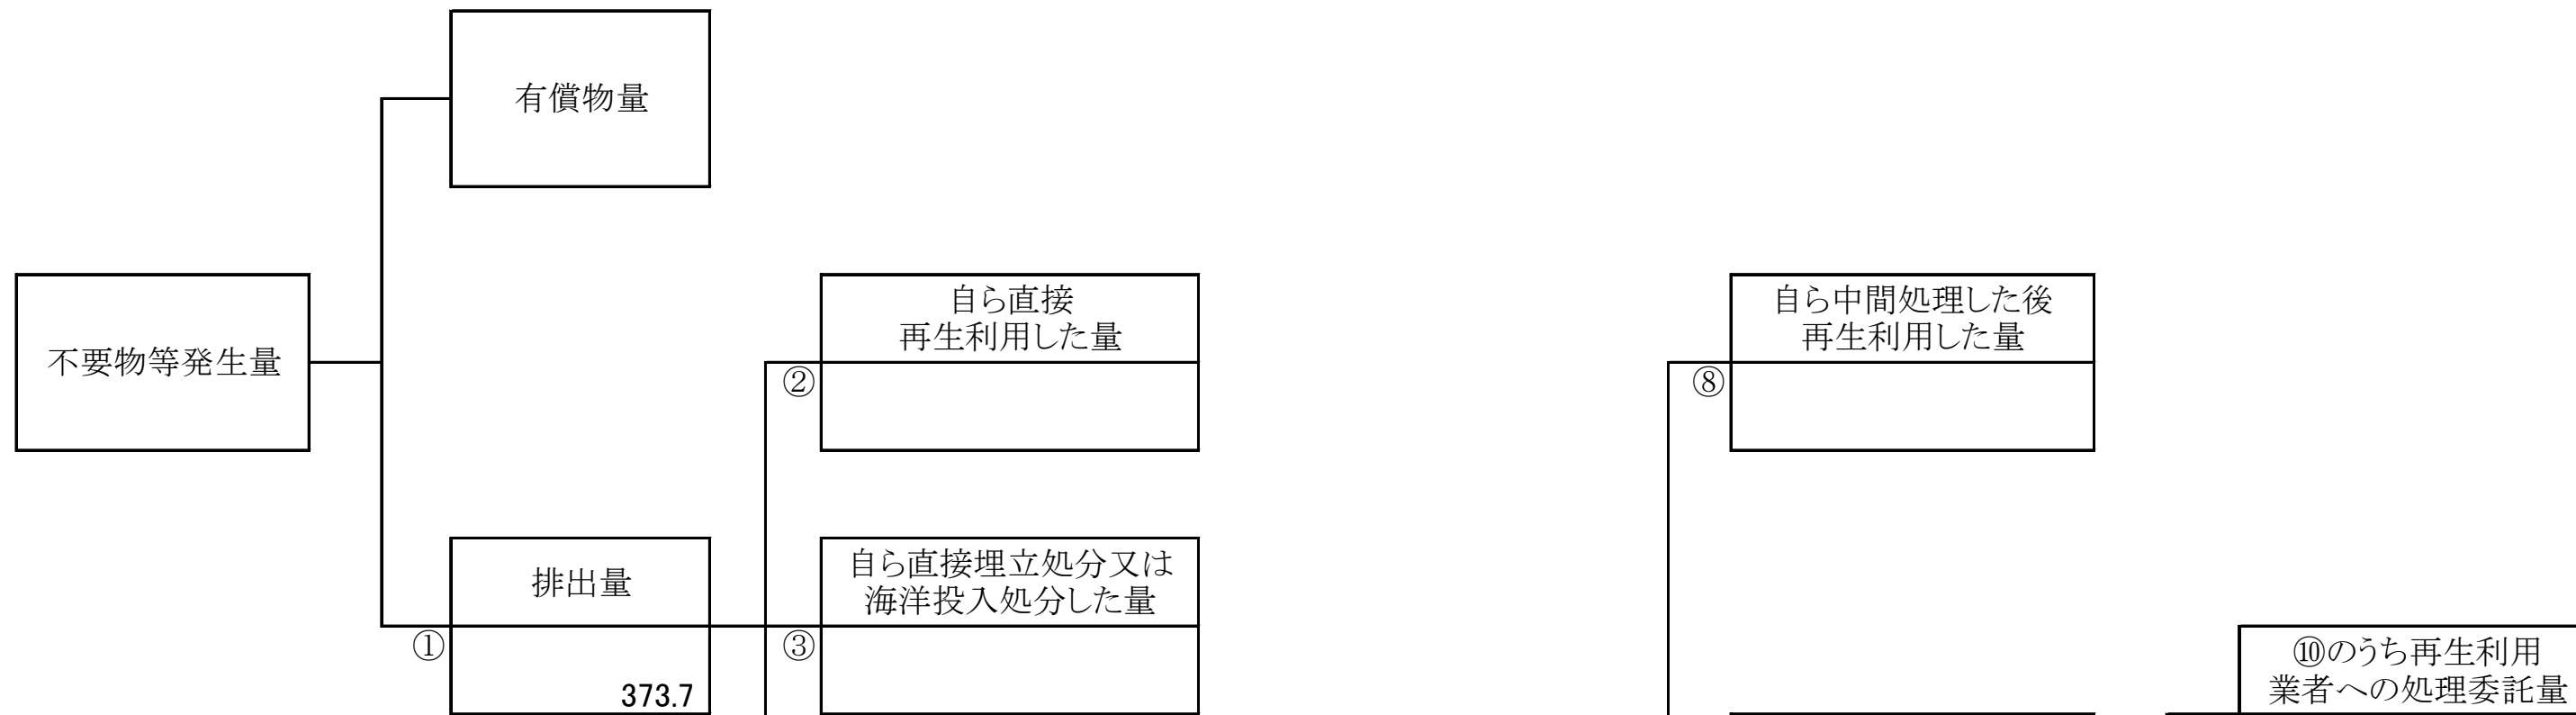 有償物量
不要物等発生量
自ら直接
再生利用した量
②
自ら中間処理した後
再生利用した量
⑧
排出量
①
373.7
自ら直接埋立処分又は
海洋投入処分した量
③
⑩のうち再生利用
業者への処理委託量